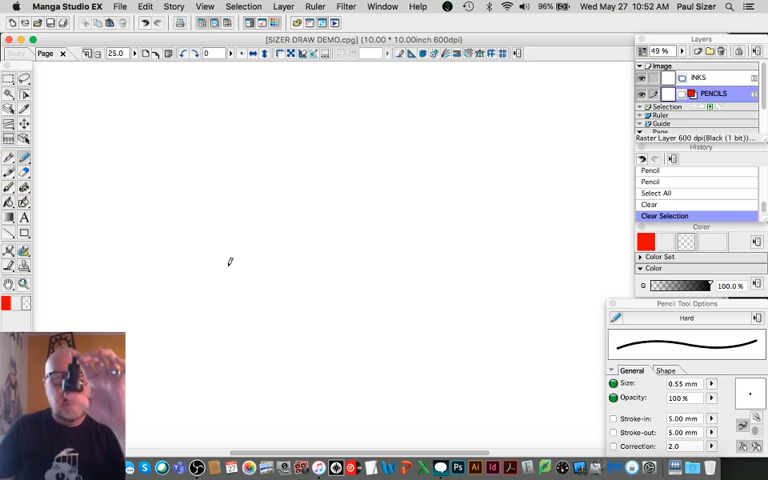 Manga Studio EX File Edit Story View Selection Layer Ruler Filter Window Help 96% Wed May 27 10:52 AM Paul Sizer
[SIZER DRAW DEMO.cpg] (10.00 * 10.00inch 600dpi)
Story Page 25.0 0
Layers
49 %
Image
INKS
PENCILS
Selection
Ruler
Guide
Raster Layer 600 dpi(Black (1 bit))...
History
Pencil
Pencil
Select All
Clear
Clear Selection
Color
Color Set
Color
G 100.0 %
Pencil Tool Options
Hard
General Shape
Size: 0.55 mm
Opacity: 100 %
Stroke-in: 5.00 mm
Stroke-out: 5.00 mm
Correction: 2.0